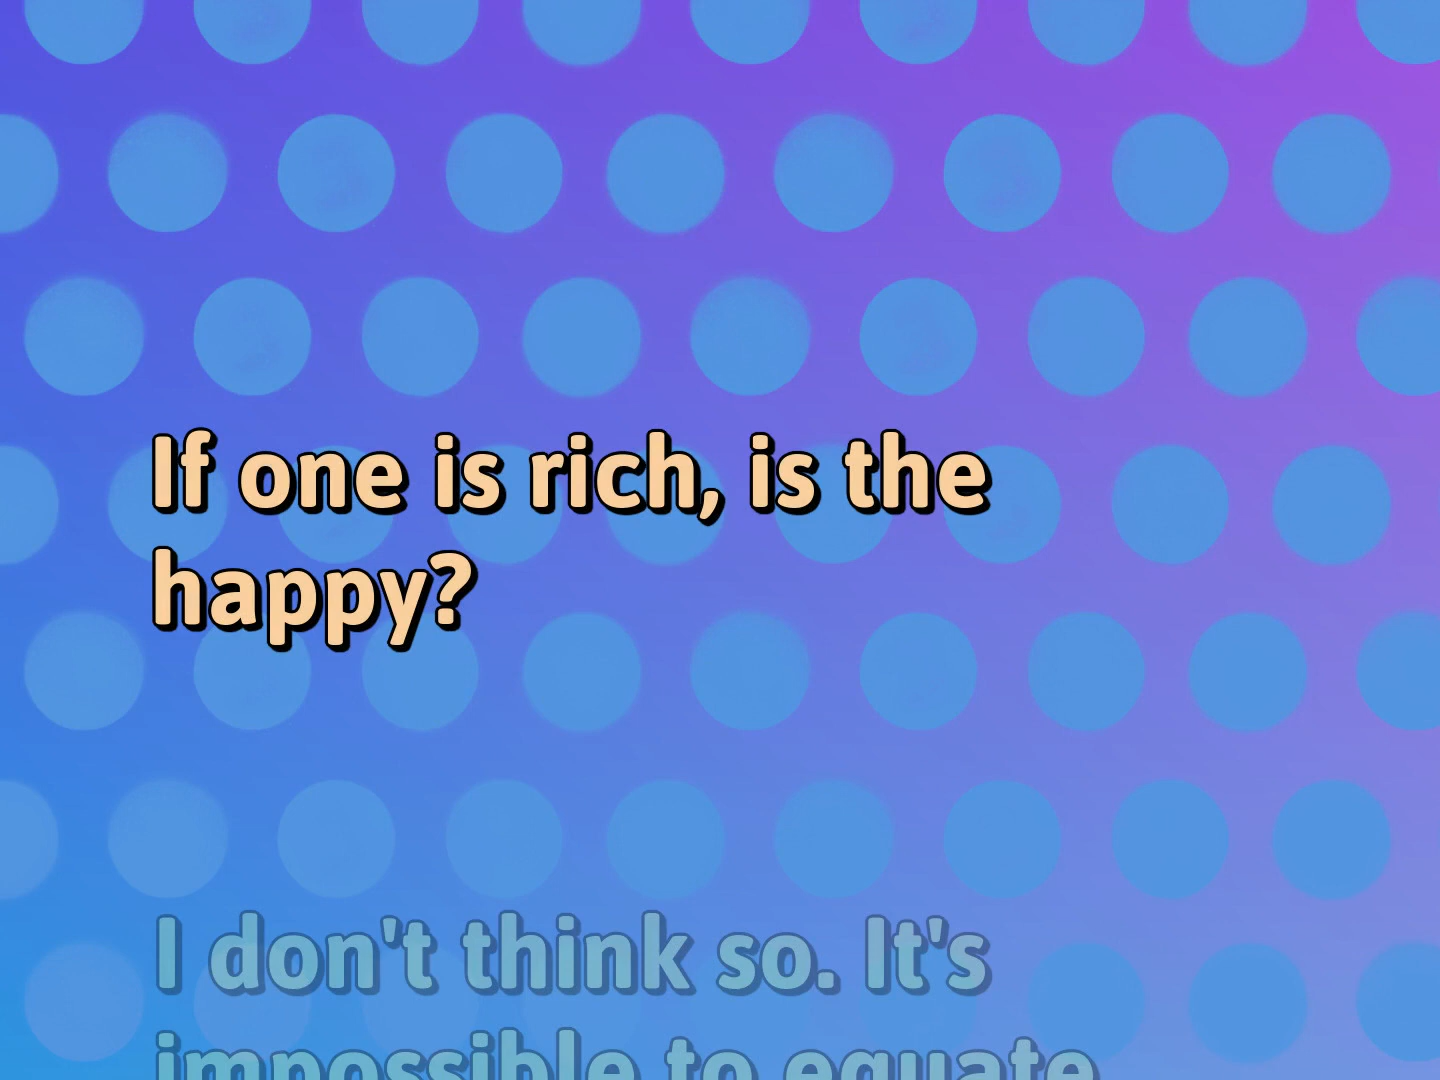 If one is rich, is the
happy?
I don't think so. It's
impossible to equate